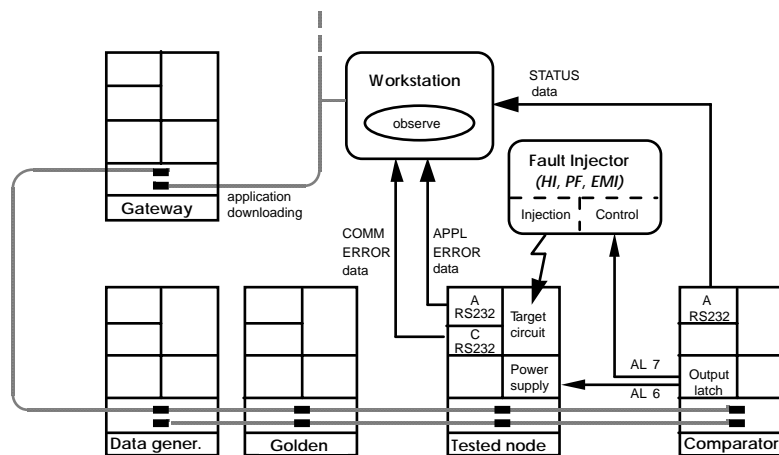 Workstation
observe
STATUS
data
Fault Injector
(HI, PF, EMI)
Injection
Control
Gateway
application
downloading
COMM
ERROR
data
APPL
ERROR
data
A
RS232
C
RS232
Target
circuit
Power
supply
A
RS232
Output
latch
AL 7
AL 6
Data gener.
Golden
Tested node
Comparator